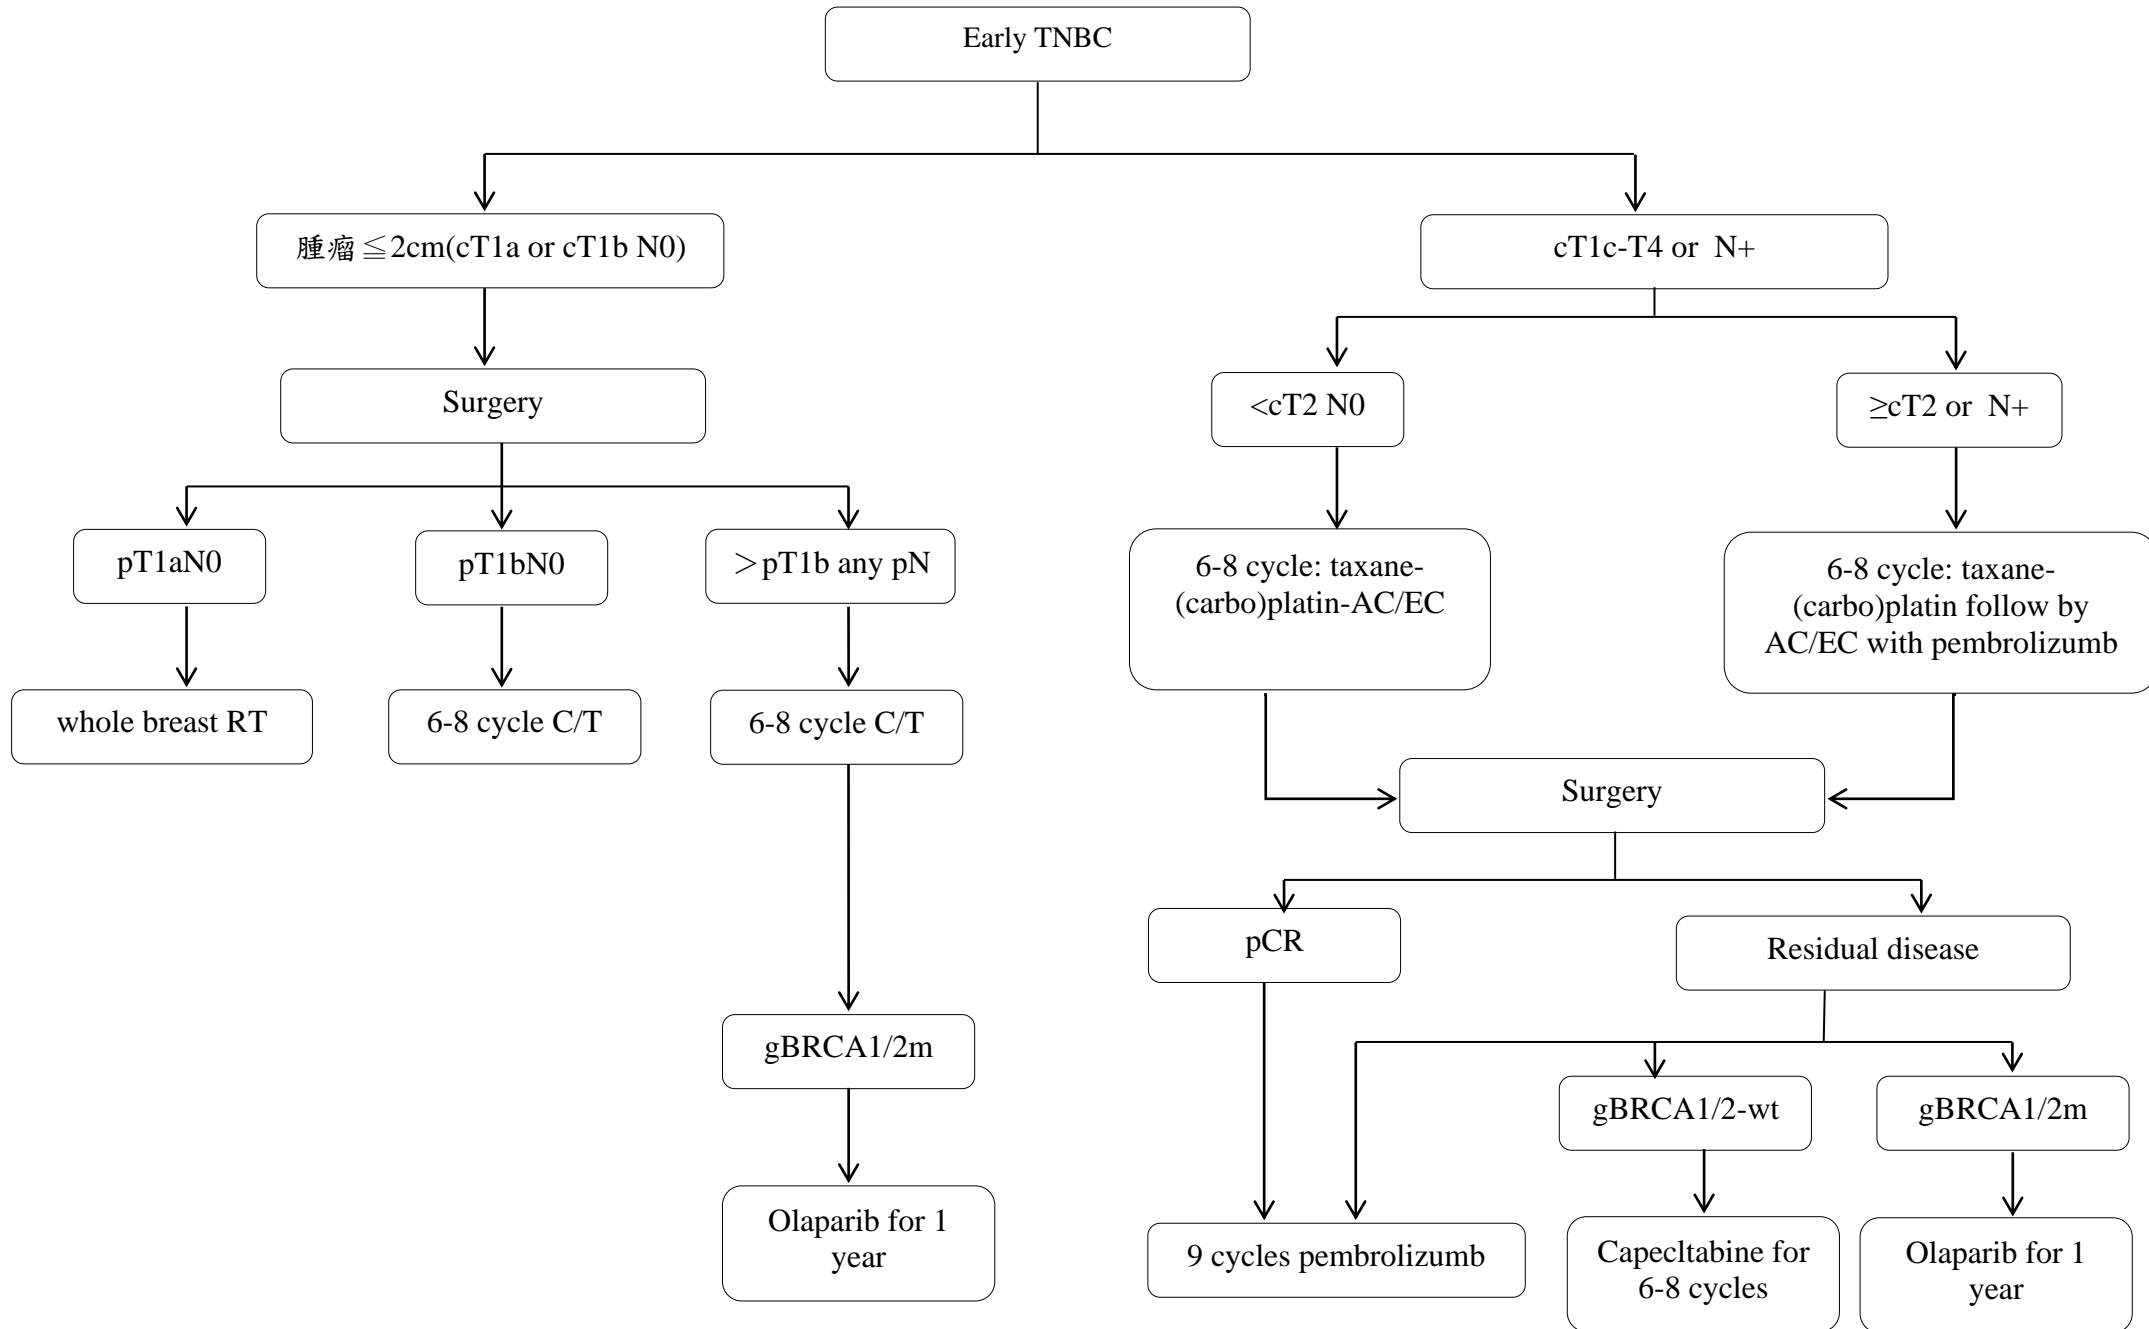 Early TNBC
腫瘤≦2cm(cT1a or cT1b N0)
cT1c-T4 or N+
Surgery
<cT2 N0
≥cT2 or N+
pT1aN0
pT1bN0
＞pT1b any pN
6-8 cycle: taxane-
(carbo)platin-AC/EC
6-8 cycle: taxane-
(carbo)platin follow by
AC/EC with pembrolizumb
whole breast RT
6-8 cycle C/T
6-8 cycle C/T
Surgery
pCR
Residual disease
gBRCA1/2m
gBRCA1/2-wt
gBRCA1/2m
Olaparib for 1
year
9 cycles pembrolizumb
Capecltabine for
6-8 cycles
Olaparib for 1
year